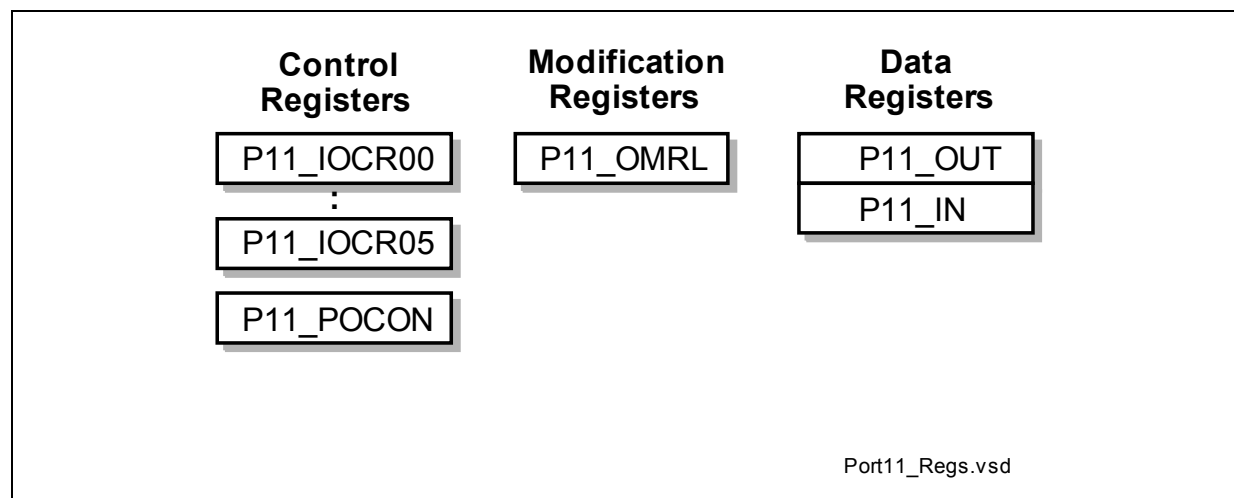 Control
Registers
Modification
Registers
Data
Registers
P11_IOCR00
:
P11_IOCR05
P11_POCON
P11_OMRL
P11_OUT
P11_IN
Port11_Regs.vsd